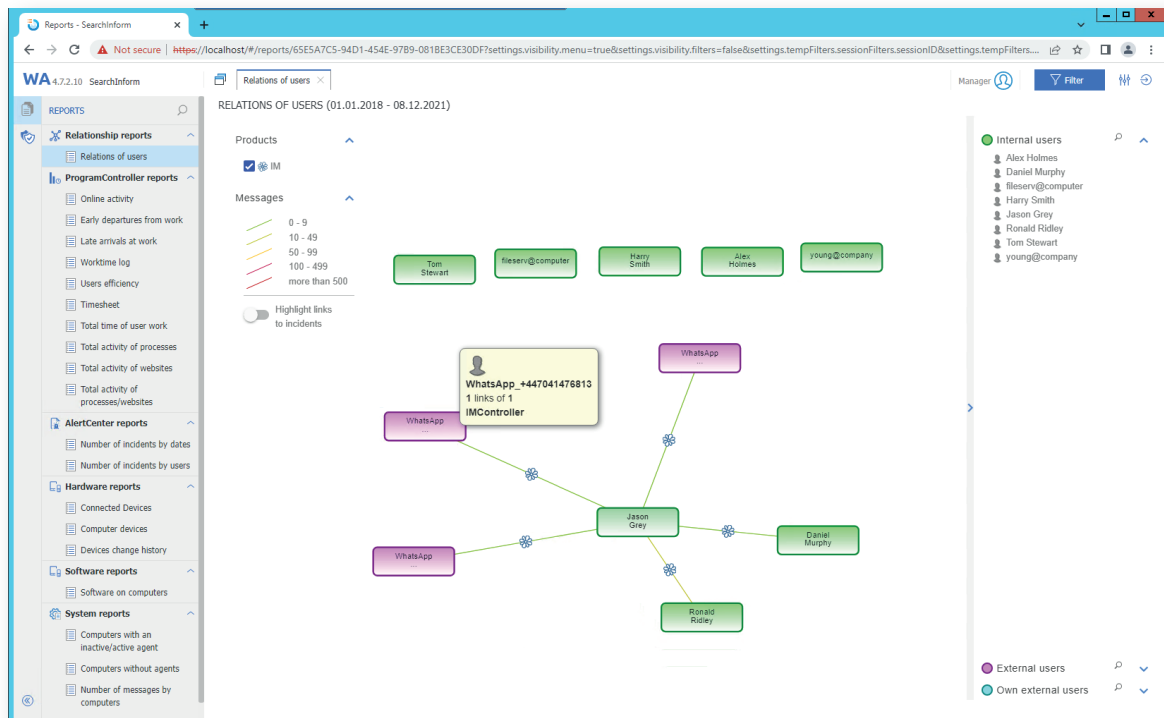 Reports - SearchInform
Not secure
https://localhost/#/reports/65E5A7C5-94D1-454E-97B9-081BE3CE30DF?settings.visibility.menu=true&settings.visibility.filters=false&settings.tempFilters.sessionFilters.sessionID&settings.tempFilters....
WA 4.7.2.10 SearchInform
Relations of users
Manager
Filter
REPORTS
Relationship reports
Relations of users
ProgramController reports
Online activity
Early departures from work
Late arrivals at work
Worktime log
Users efficiency
Timesheet
Total time of user work
Total activity of processes
Total activity of websites
Total activity of
processes/websites
AlertCenter reports
Number of incidents by dates
Number of incidents by users
Hardware reports
Connected Devices
Computer devices
Devices change history
Software reports
Software on computers
System reports
Computers with an
inactive/active agent
Computers without agents
Number of messages by
computers
RELATIONS OF USERS (01.01.2018 - 08.12.2021)
Products
IM
Messages
0 - 9
10 - 49
50 - 99
100 - 499
more than 500
Highlight links
to incidents
Tom
Stewart
fileserv@computer
Harry
Smith
Alex
Holmes
young@company
WhatsApp
...
WhatsApp_+447041476813
1 links of 1
IMController
WhatsApp
....
Jason
Grey
Daniel
Murphy
WhatsApp
...
Ronald
Ridley
Internal users
Alex Holmes
Daniel Murphy
fileserv@computer
Harry Smith
Jason Grey
Ronald Ridley
Tom Stewart
young@company
External users
Own external users